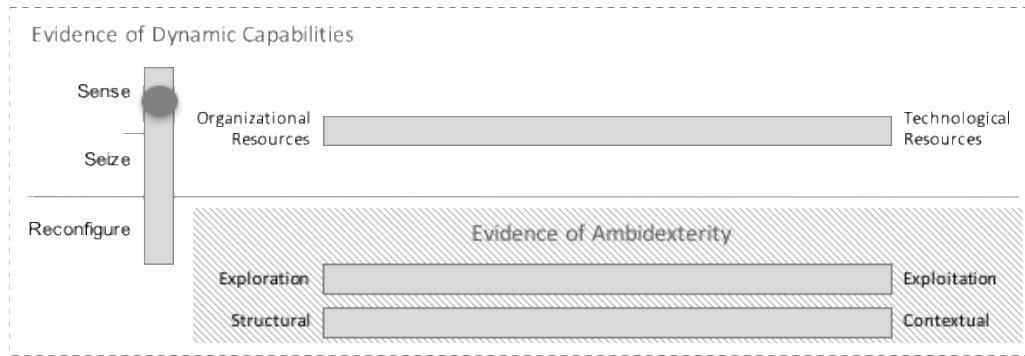 Evidence of Dynamic Capabilities
Sense
Organizational
Resources
Technological
Resources
Seize
Reconfigure
Evidence of Ambidexterity
Exploration
Exploitation
Structural
Contextual